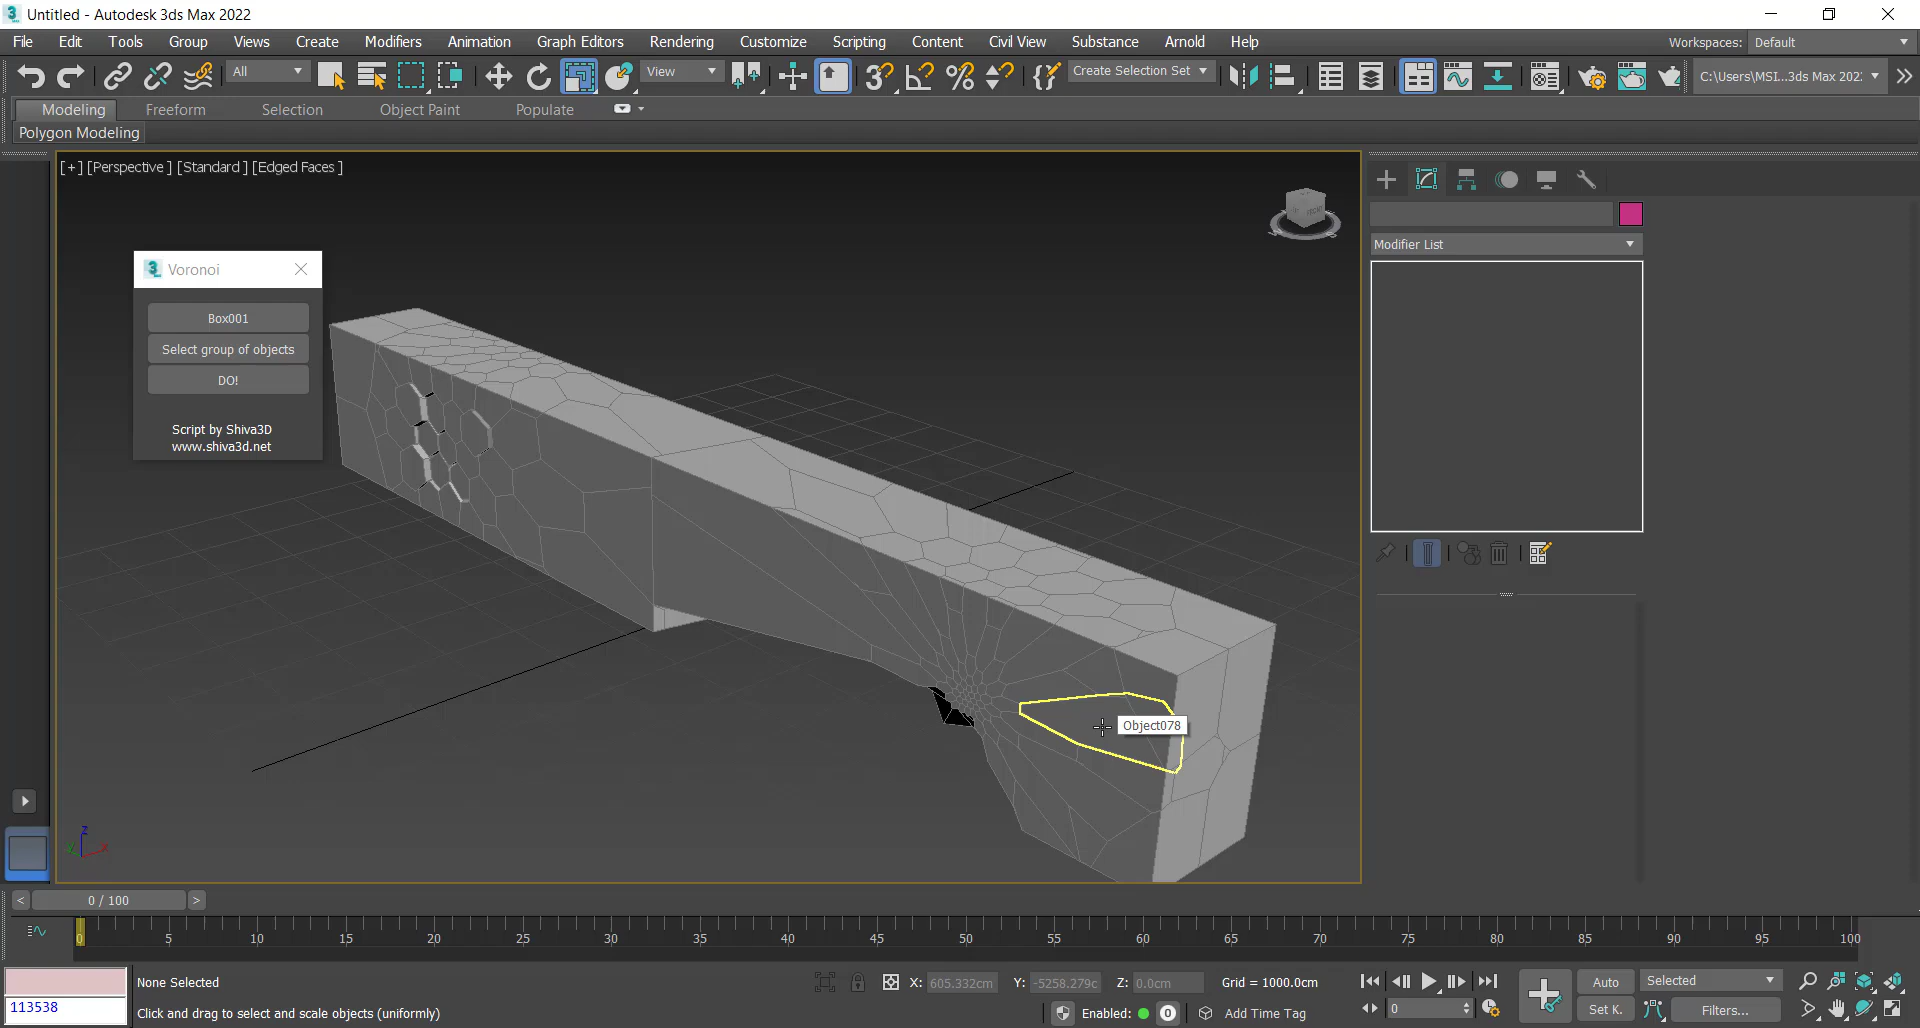 Untitled - Autodesk 3ds Max 2022
File Edit Tools Group Views Create Modifiers Animation Graph Editors Rendering Customize Scripting Content Civil View Substance Arnold Help Workspaces: Default
All View Create Selection Set C:\Users\MSI...3ds Max 202
Modeling Freeform Selection Object Paint Populate
Polygon Modeling
[+] [Perspective ] [Standard ] [Edged Faces ]
Modifier List
Voronoi
Box001
Select group of objects
DO!
Script by Shiva3D
www.shiva3d.net
Object078
z
x
0 / 100
0 5 10 15 20 25 30 35 40 45 50 55 60 65 70 75 80 85 90 95 100
None Selected X: 605.332cm Y: -5258.279c Z: 0.0cm Grid = 1000.0cm Auto Selected
113538
Click and drag to select and scale objects (uniformly) Enabled: 0 Add Time Tag 0 Set K. Filters...